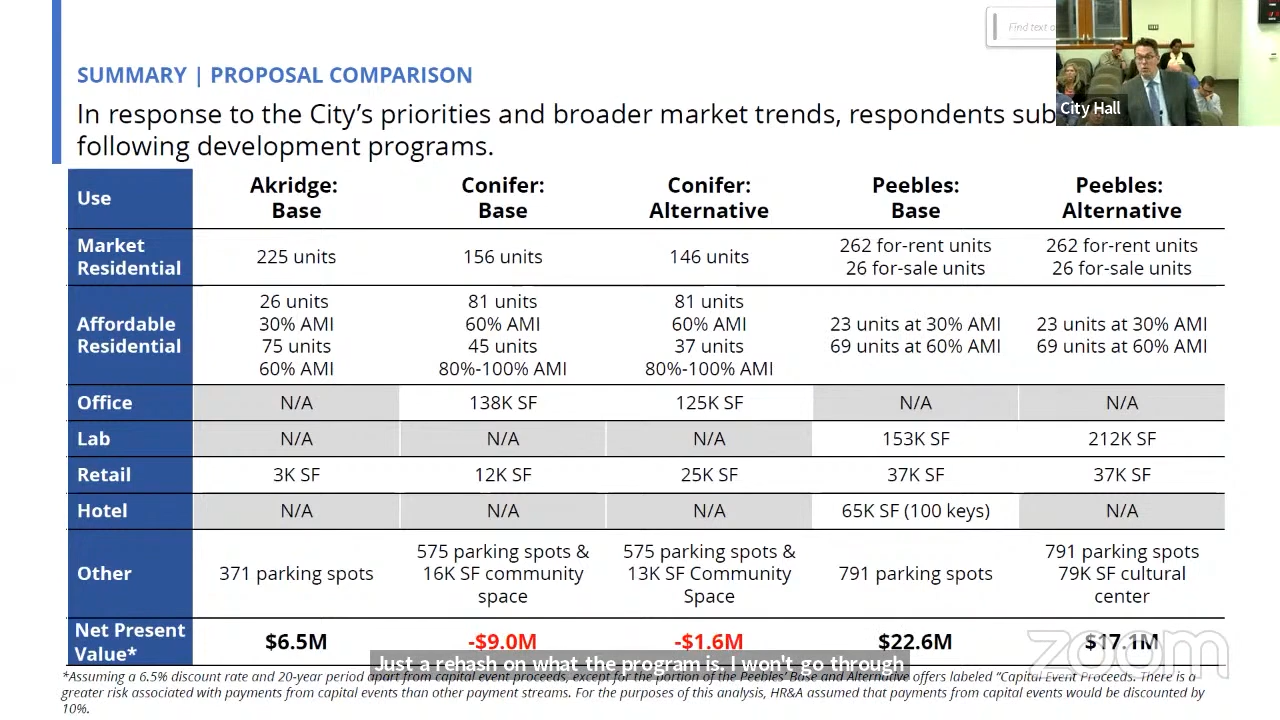 Find text
SUMMARY | PROPOSAL COMPARISON
City Hall
In response to the City's priorities and broader market trends, respondents sub
following development programs.
Use
Akridge:
Base
Conifer:
Base
Conifer:
Alternative
Peebles:
Base
Peebles:
Alternative
Market
Residential
225 units
156 units
146 units
262 for-rent units
26 for-sale units
262 for-rent units
26 for-sale units
Affordable
Residential
26 units
30% AMI
75 units
60% AMI
81 units
60% AMI
45 units
80%-100% AMI
81 units
60% AMI
37 units
80%-100% AMI
23 units at 30% AMI
69 units at 60% AMI
23 units at 30% AMI
69 units at 60% AMI
Office
N/A
138K SF
125K SF
N/A
N/A
Lab
N/A
N/A
N/A
153K SF
212K SF
Retail
3K SF
12K SF
25K SF
37K SF
37K SF
Hotel
N/A
N/A
N/A
65K SF (100 keys)
N/A
Other
371 parking spots
575 parking spots &
16K SF community
space
575 parking spots &
13K SF Community
Space
791 parking spots
791 parking spots
79K SF cultural
center
Net Present
Value*
$6.5M
-$9.0M
-$1.6M
$22.6M
$17.1M
zoom
Just a rehash on what the program is. I won't go through
*Assuming a 6.5% discount rate and 20-year period apart from capital event proceeds, except for the portion of the Peebles' Base and Alternative offers labeled "Capital Event Proceeds. There is a
greater risk associated with payments from capital events than other payment streams. For the purposes of this analysis, HR&A assumed that payments from capital events would be discounted by
10%.